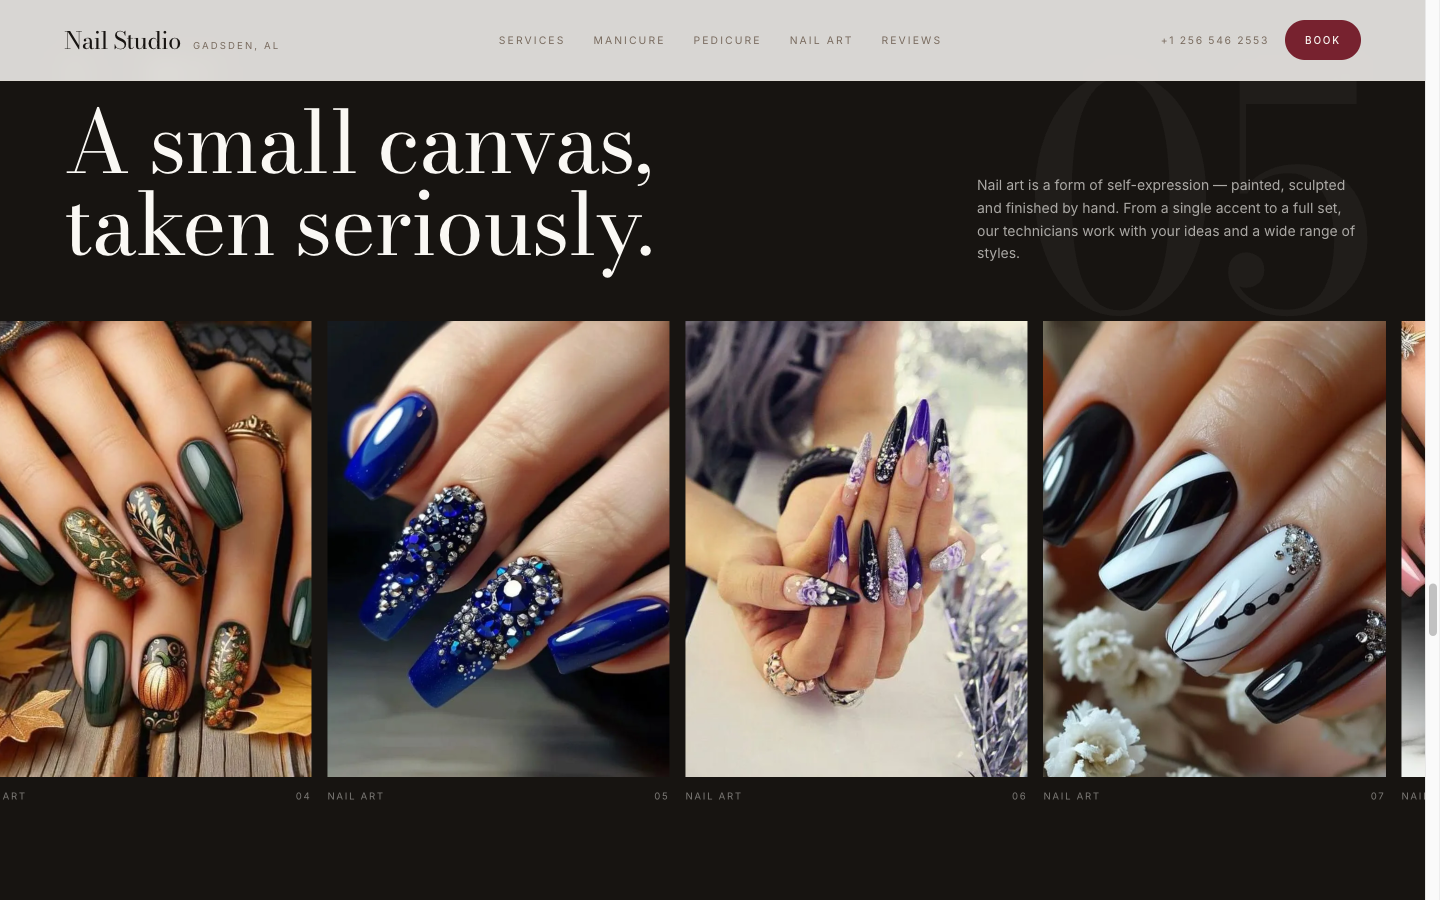 Nail Studio GADSDEN, AL
SERVICES MANICURE PEDICURE NAIL ART REVIEWS
+1 256 546 2553 BOOK
05
A small canvas,
taken seriously.
Nail art is a form of self-expression — painted, sculpted
and finished by hand. From a single accent to a full set,
our technicians work with your ideas and a wide range of
styles.
ART 04
NAIL ART 05
NAIL ART 06
NAIL ART 07
NAI